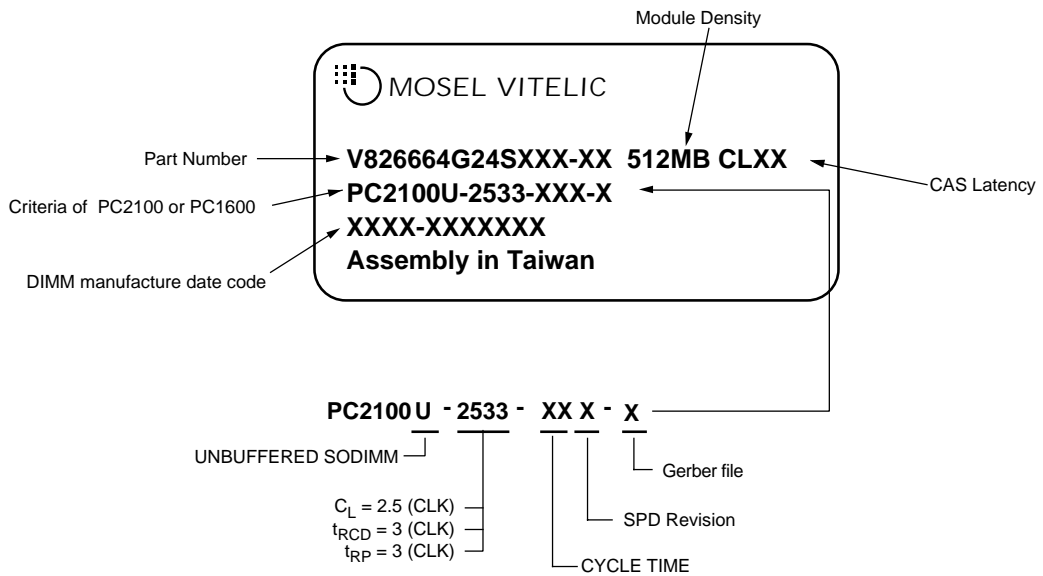 Module Density
MOSEL VITELIC
Part Number
V826664G24SXXX-XX 512MB CLXX
CAS Latency
Criteria of PC2100 or PC1600
PC2100U-2533-XXX-X
XXXX-XXXXXXX
DIMM manufacture date code
Assembly in Taiwan
PC2100U - 2533 - XX X - X
UNBUFFERED SODIMM
Gerber file
CL = 2.5 (CLK)
tRCD = 3 (CLK)
SPD Revision
tRP = 3 (CLK)
CYCLE TIME